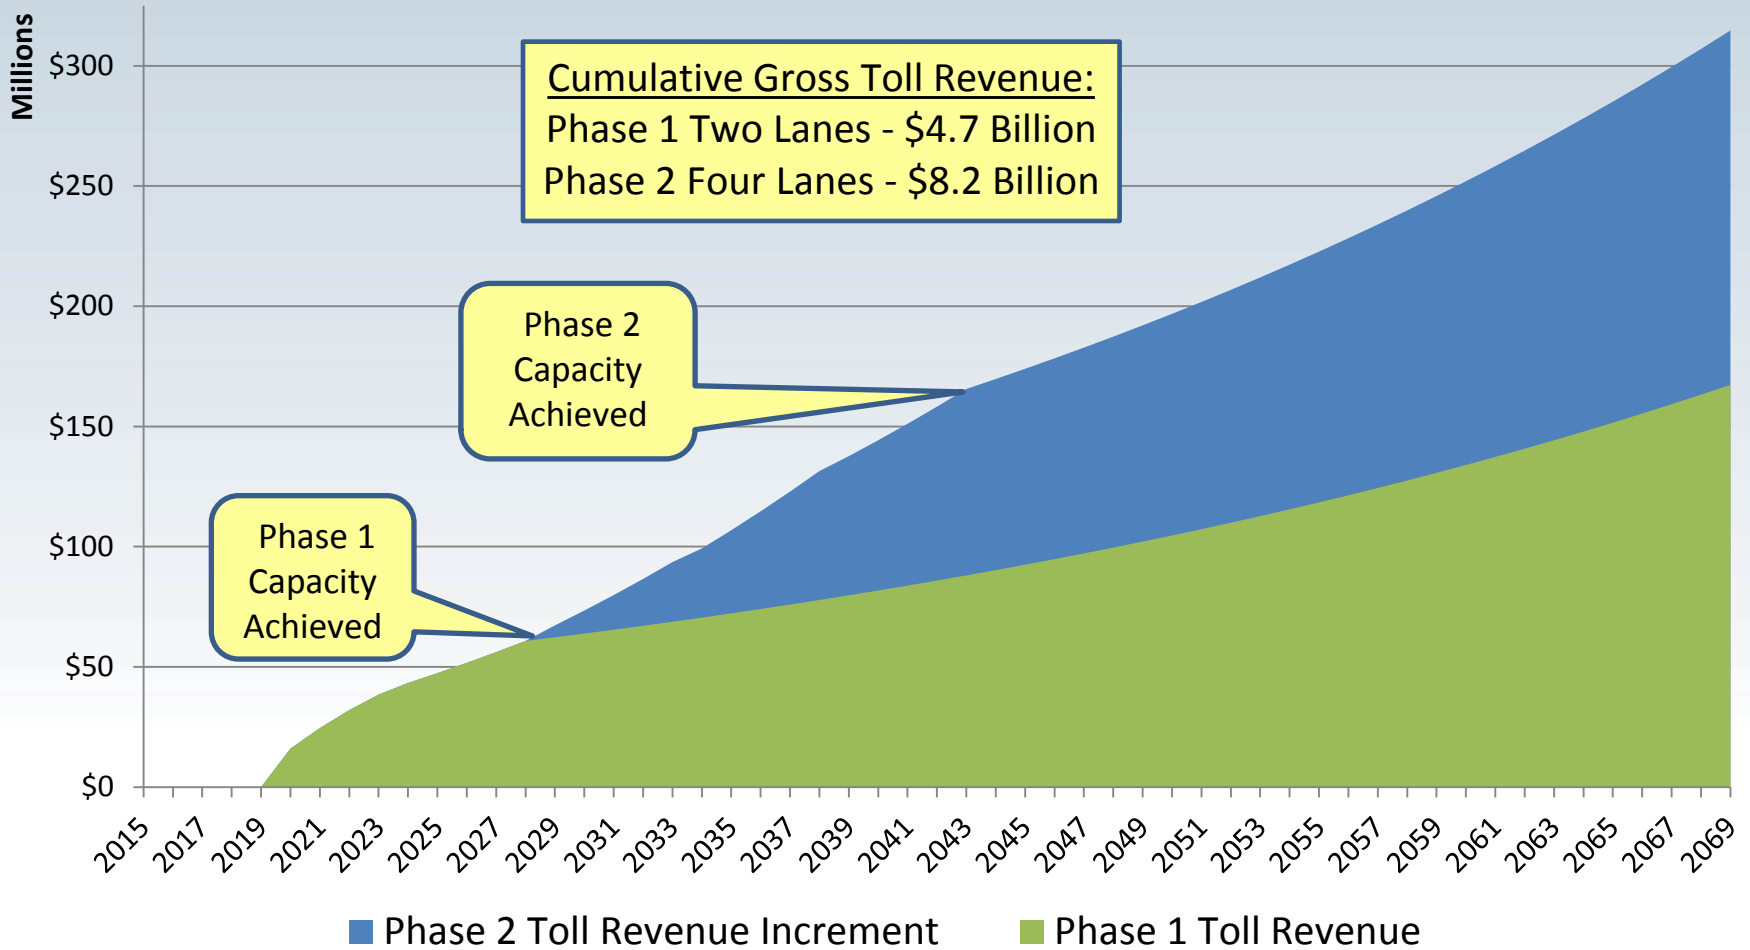 Millions
$300
$250
$200
$150
$100
$50
$0
Cumulative Gross Toll Revenue:
Phase 1 Two Lanes - $4.7 Billion
Phase 2 Four Lanes - $8.2 Billion
Phase 2
Capacity
Achieved
Phase 1
Capacity
Achieved
2015
2017
2019
2021
2023
2025
2027
2029
2031
2033
2035
2037
2039
2041
2043
2045
2047
2049
2051
2053
2055
2057
2059
2061
2063
2065
2067
2069
Phase 2 Toll Revenue Increment
Phase 1 Toll Revenue